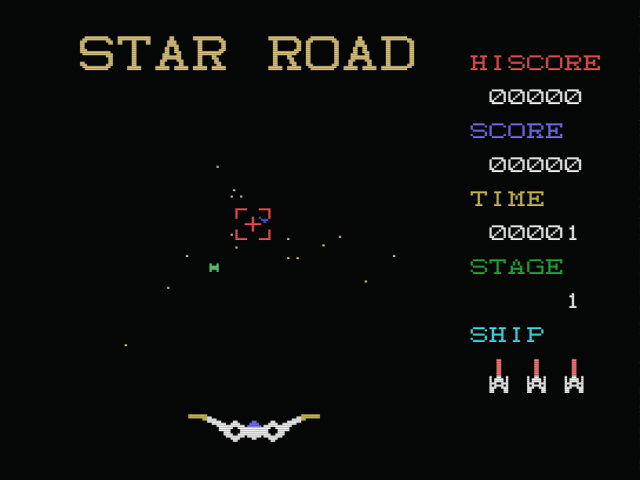 STAR ROAD
HISCORE
00000
SCORE
00000
TIME
00001
STAGE
1
SHIP